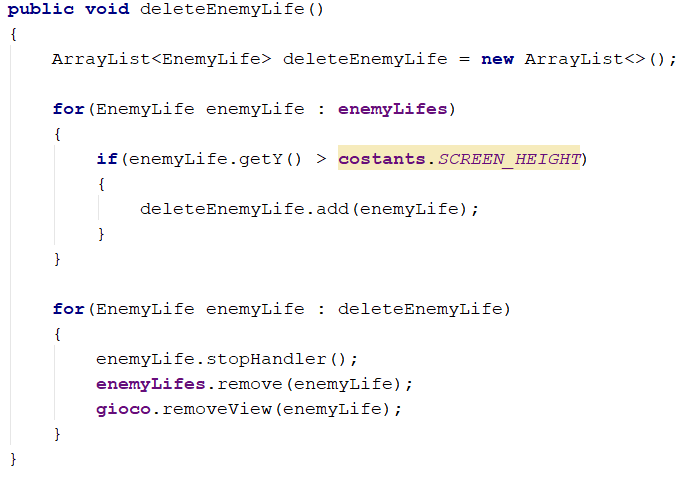 public void deleteEnemyLife()
{
    ArrayList<EnemyLife> deleteEnemyLife = new ArrayList<>();
    for(EnemyLife enemyLife : enemyLifes)
    {
        if(enemyLife.getY() > costants.SCREEN_HEIGHT)
        {
            deleteEnemyLife.add(enemyLife);
        }
    }
    for(EnemyLife enemyLife : deleteEnemyLife)
    {
        enemyLife.stopHandler();
        enemyLifes.remove(enemyLife);
        gioco.removeView(enemyLife);
    }
}